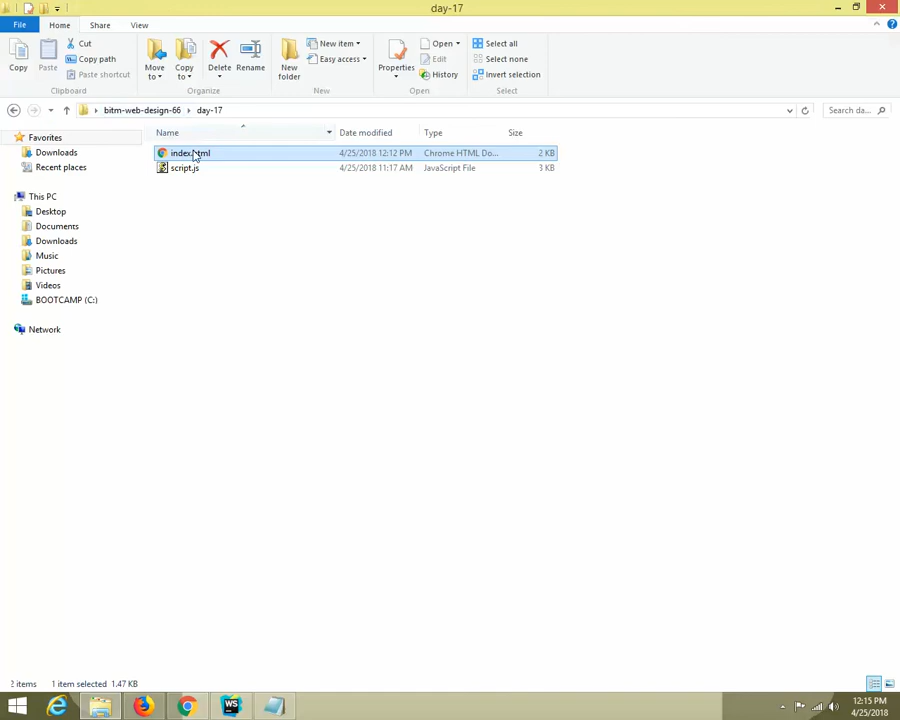 day-17
File Home Share View
Copy Paste Cut Copy path Paste shortcut Move to Copy to Delete Rename New folder New item Easy access Properties Open Edit History Select all Select none Invert selection
Clipboard Organize New Open Select
bitm-web-design-66 day-17 Search da...
Name Date modified Type Size
Favorites
Downloads
Recent places
This PC
Desktop
Documents
Downloads
Music
Pictures
Videos
BOOTCAMP (C:)
Network
index.html 4/25/2018 12:12 PM Chrome HTML Do... 2 KB
script.js 4/25/2018 11:17 AM JavaScript File 3 KB
2 items 1 item selected 1.47 KB
WS
12:15 PM
4/25/2018